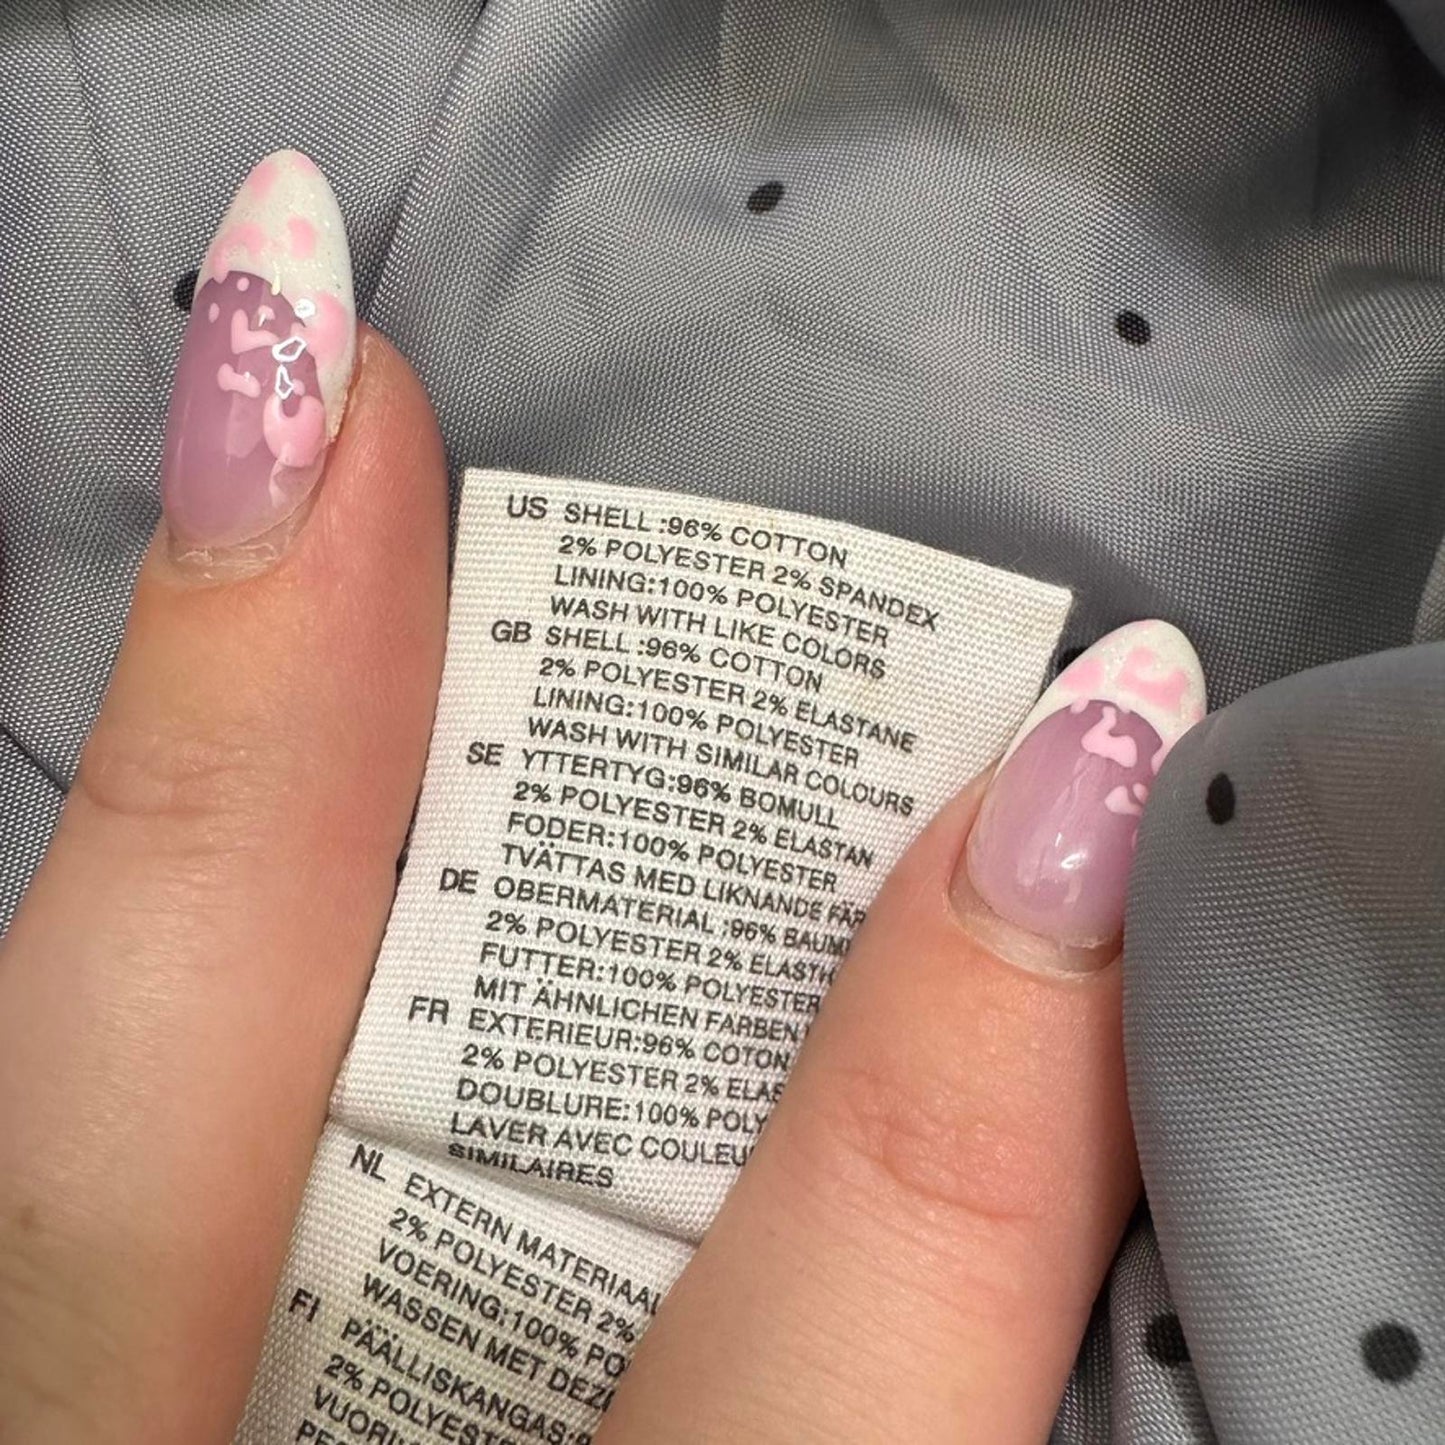 US SHELL :96% COTTON
2% POLYESTER 2% SPANDEX
LINING:100% POLYESTER
WASH WITH LIKE COLORS
GB SHELL :96% COTTON
2% POLYESTER 2% ELASTANE
LINING:100% POLYESTER
WASH WITH SIMILAR COLOURS
SE YTTERTYG:96% BOMULL
2% POLYESTER 2% ELASTAN
FODER:100% POLYESTER
TVÄTTAS MED LIKNANDE
DE OBERMATERIAL :96%
2% POLYESTER 2%
FUTTER:100% POLYESTER
MIT ÄHNLICHEN FARBEN
FR EXTERIEUR:96% COTON
2% POLYESTER 2%
DOUBLURE:100%
LAVER AVEC
SIMILAIRES
NL EXTERN MATERIAAL
2% POLYESTER 2%
VOERING:100%
WASSEN MET
FI PÄÄLLISKANGAS:
2%
VUORI: